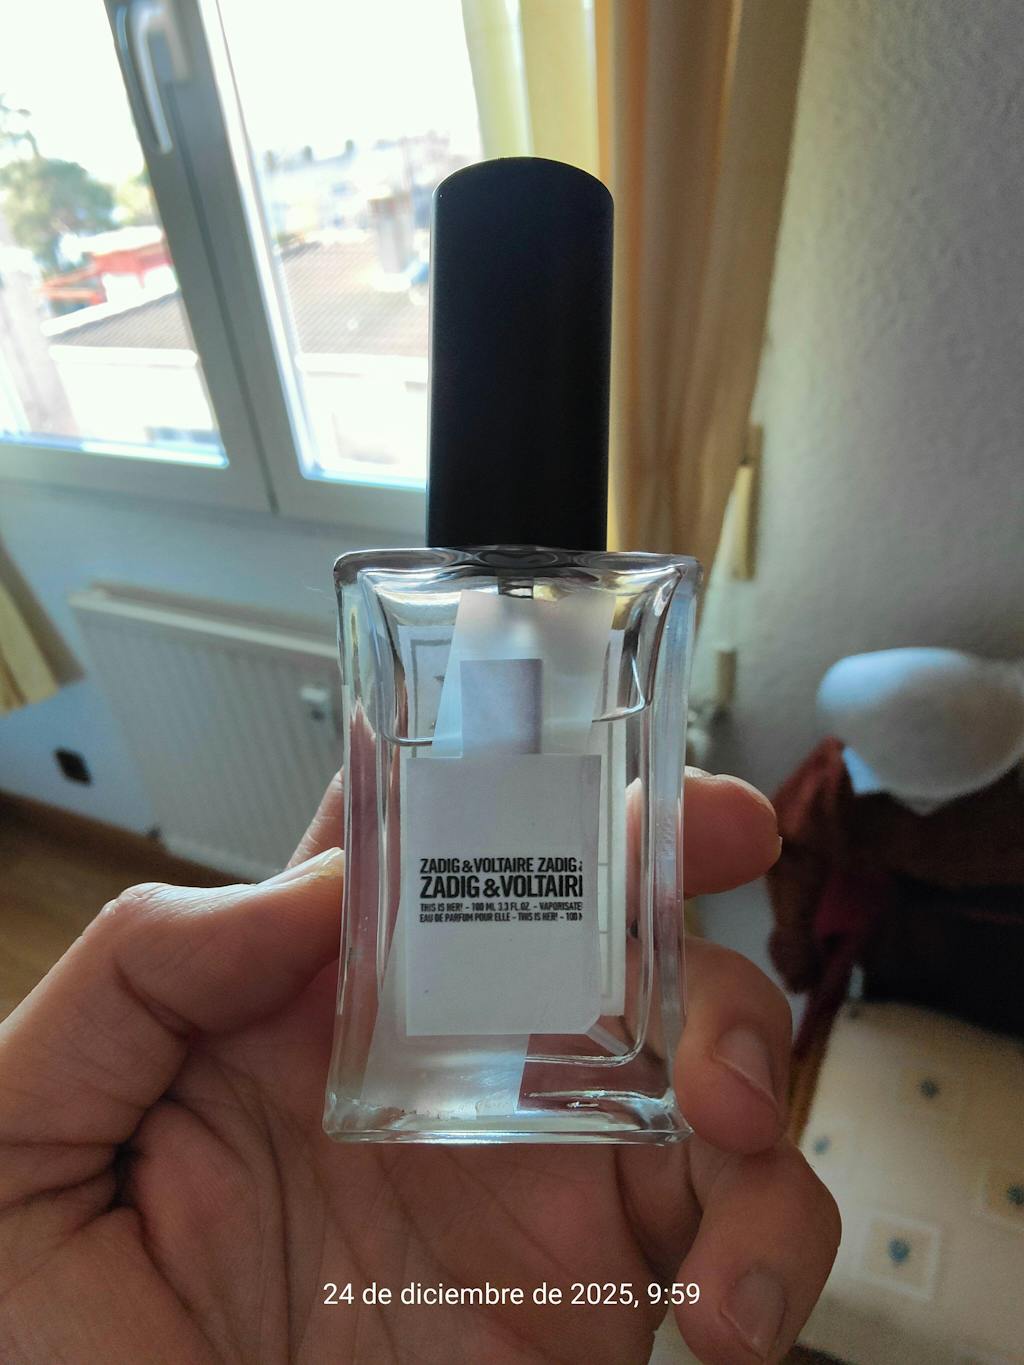 ZADIG & VOLTAIRE ZADIG &
ZADIG & VOLTAIR
THIS IS HER! – 100 ML 3.3 FL.OZ. – VAPORISATE
EAU DE PARFUM POUR ELLE – THIS IS HER! – 100
24 de diciembre de 2025, 9:59